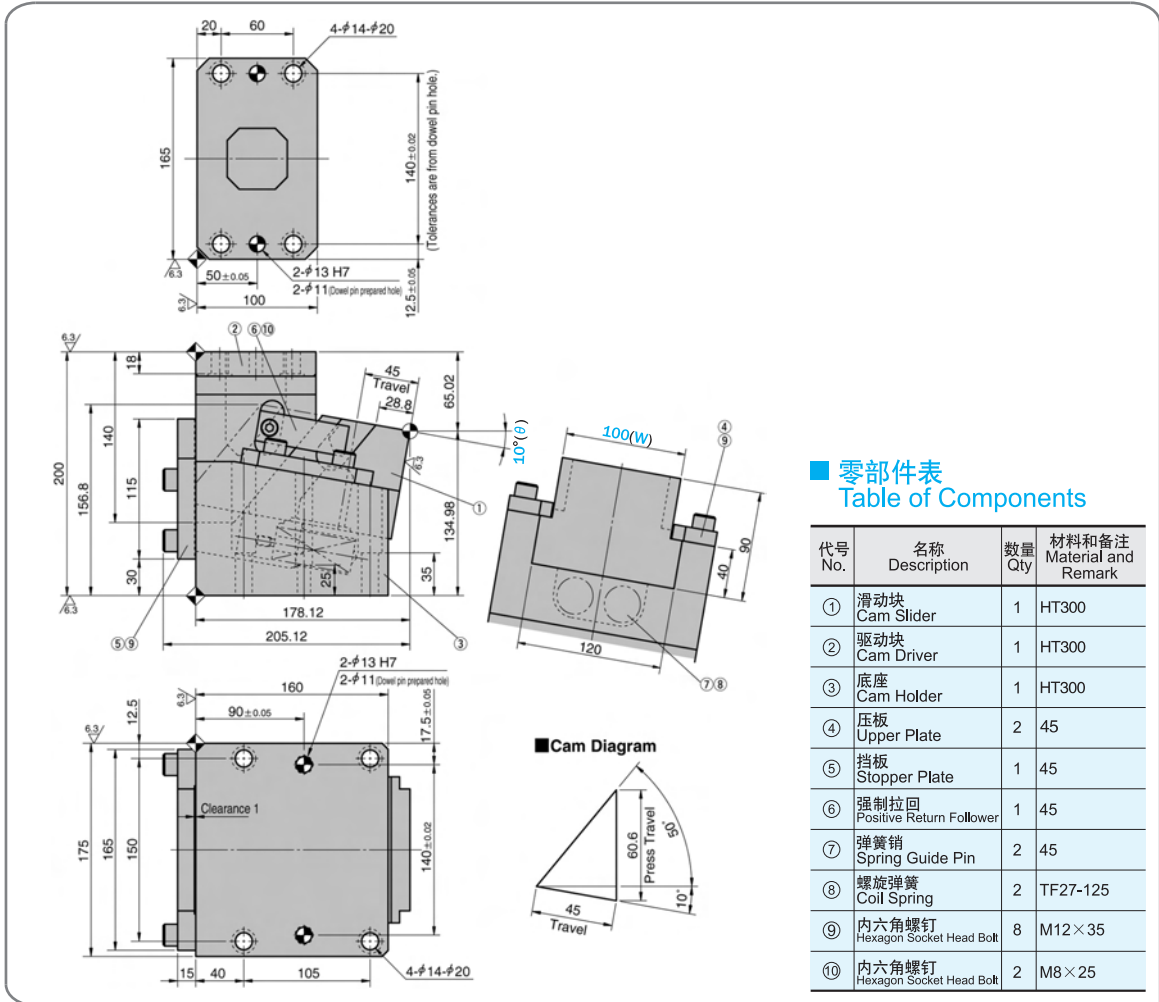 20
60
4-φ14-φ20
165
140±0.02
(Tolerances are from dowel pin hole.)
6.3
50±0.05
2-φ13 H7
2-φ11(Dowel pin prepared hole)
12.5±0.05
6.3
100
6.3
②
⑥⑩
18
45
Travel
28.8
65.02
10°(θ)
200
156.8
140
115
30
6.3
①
134.98
25
35
6.3
178.12
205.12
⑤⑨
③
100(W)
④
⑨
90
40
120
⑦⑧
2-φ13 H7
2-φ11(Dowel pin prepared hole)
160
6.3
90±0.05
17.5±0.05
12.5
6.3
Clearance 1
175
165
150
140±0.02
15
40
105
4-φ14-φ20
■Cam Diagram
50°
60.6
Press Travel
10°
45
Travel
■ 零部件表
Table of Components
代号 名称 数量 材料和备注
No. Description Qty Material and Remark
① 滑动块 Cam Slider 1 HT300
② 驱动块 Cam Driver 1 HT300
③ 底座 Cam Holder 1 HT300
④ 压板 Upper Plate 2 45
⑤ 挡板 Stopper Plate 1 45
⑥ 强制拉回 Positive Return Follower 1 45
⑦ 弹簧销 Spring Guide Pin 2 45
⑧ 螺旋弹簧 Coil Spring 2 TF27-125
⑨ 内六角螺钉 Hexagon Socket Head Bolt 8 M12×35
⑩ 内六角螺钉 Hexagon Socket Head Bolt 2 M8×25